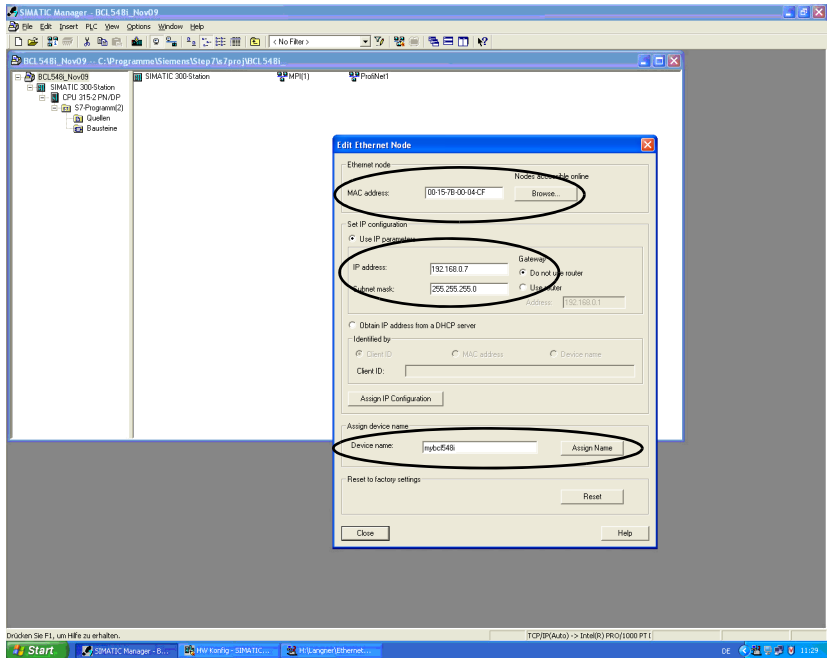 SIMATIC Manager - BCL548i_Nov09
File Edit Insert PLC View Options Window Help
< No Filter >
BCL548i_Nov09 -- C:\Programme\Siemens\Step7\s7proj\BCL548i_
BCL548i_Nov09
SIMATIC 300-Station
CPU 315-2 PN/DP
S7-Programm(2)
Quellen
Bausteine
SIMATIC 300-Station MPI(1) ProfiNet1
Edit Ethernet Node
Ethernet node
Nodes accessible online
MAC address: 00-15-7B-00-04-CF Browse...
Set IP configuration
Use IP parameters
Gateway
IP address: 192.168.0.7 Do not use router
Subnet mask: 255.255.255.0 Use router
Address: 192.168.0.1
Obtain IP address from a DHCP server
Identified by
Client ID MAC address Device name
Client ID:
Assign IP Configuration
Assign device name
Device name: mybcl548i Assign Name
Reset to factory settings
Reset
Close Help
Drücken Sie F1, um Hilfe zu erhalten. TCP/IP(Auto) -> Intel(R) PRO/1000 PT
Start SIMATIC Manager - B... HW Konfig - SIMATIC... H:\Langner\Ethernet... DE 11:29